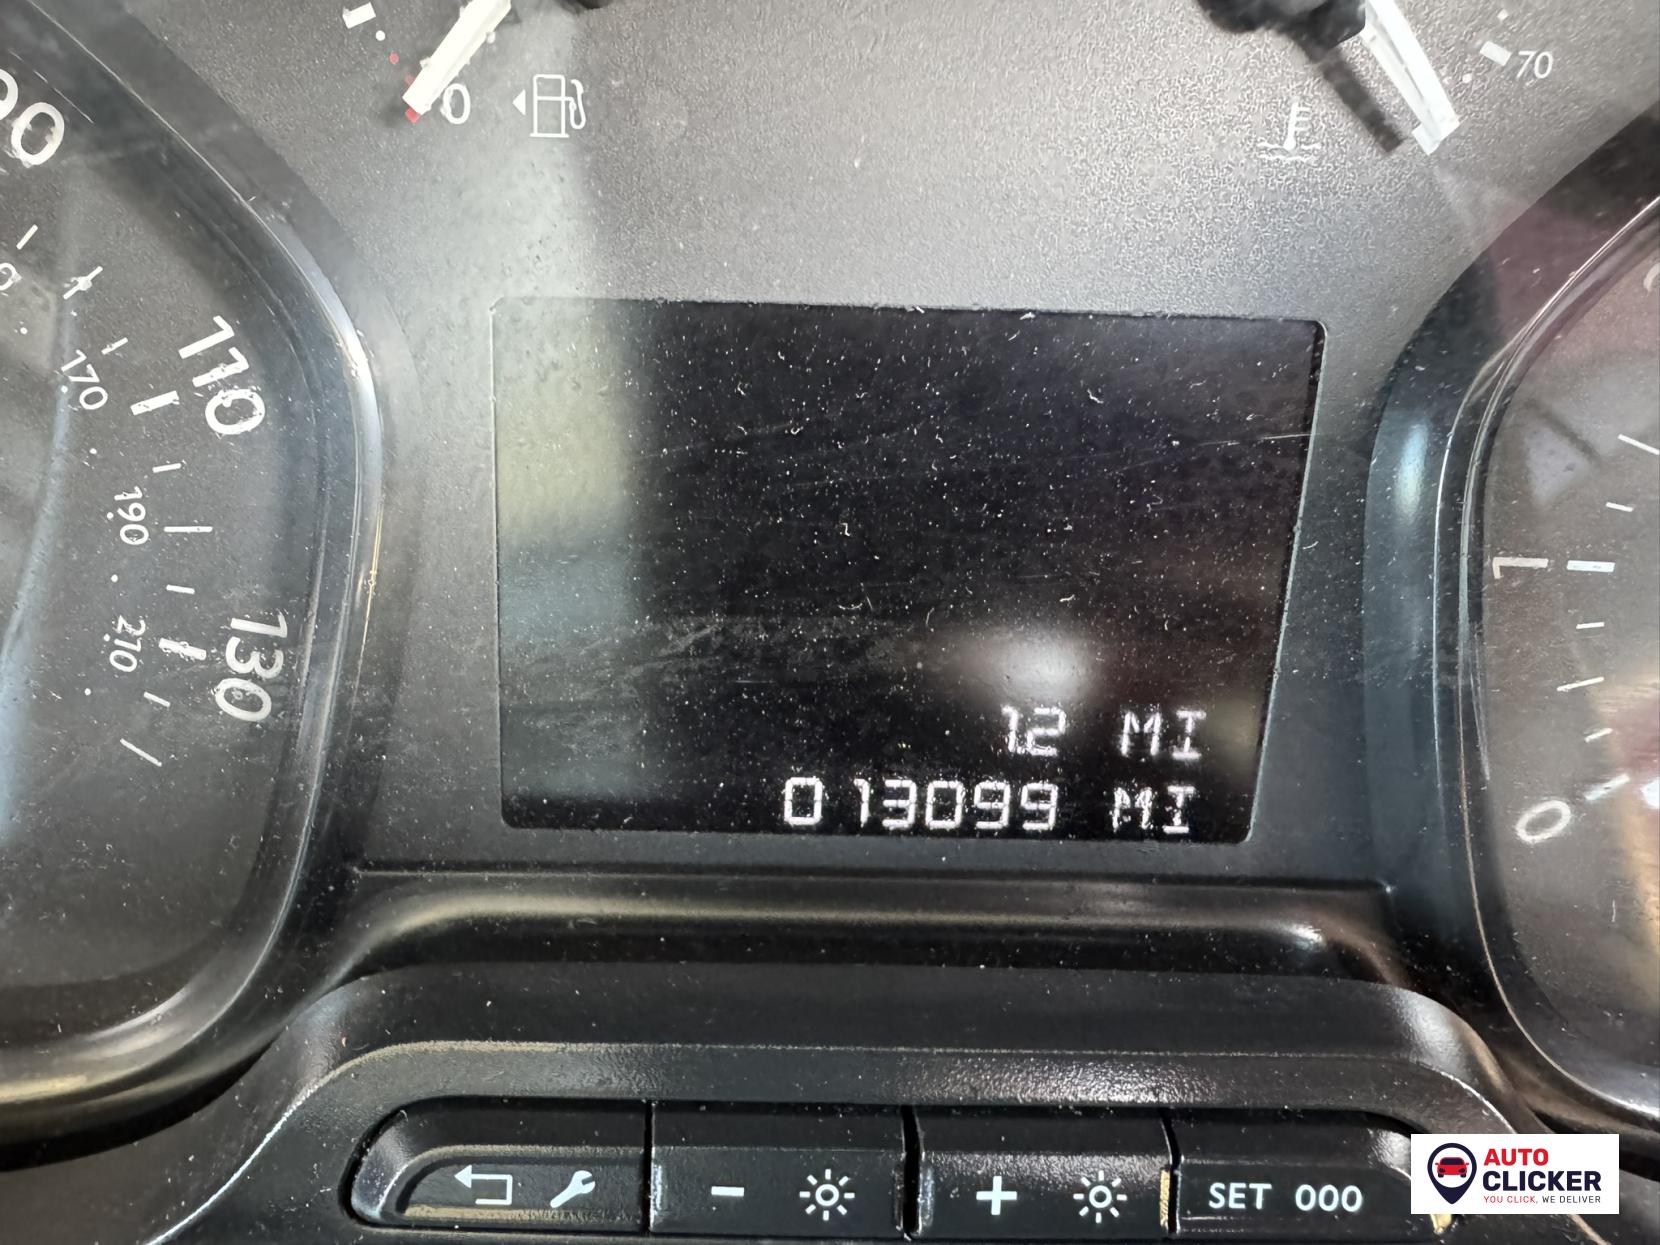 0
70
110
170
190
130
210
1
0
1.2 MI
013099 MI
SET 000
AUTO
CLICKER
YOU CLICK, WE DELIVER